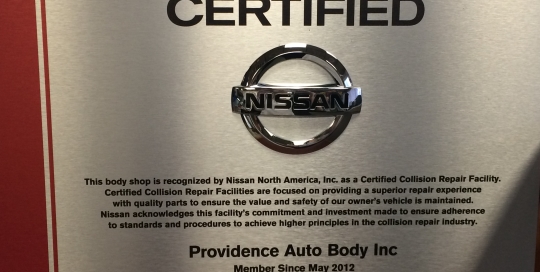 CERTIFIED
NISSAN
This body shop is recognized by Nissan North America, Inc. as a Certified Collision Repair Facility.
Certified Collision Repair Facilities are focused on providing a superior repair experience
with quality parts to ensure the value and safety of our owner's vehicle is maintained.
Nissan acknowledges this facility's commitment and investment made to ensure adherence
to standards and procedures to achieve higher principles in the collision repair industry.
Providence Auto Body Inc
Member Since May 2012